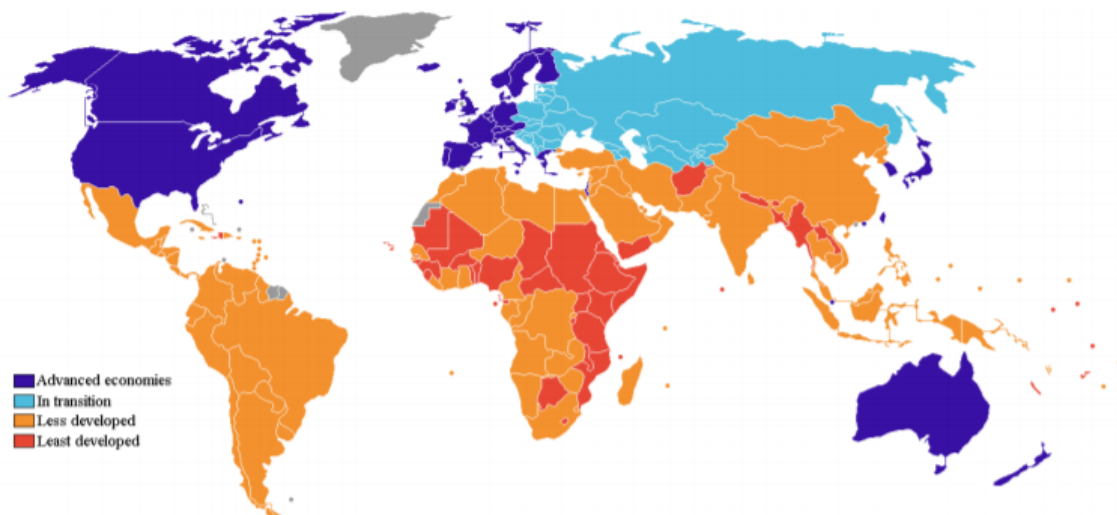 Advanced economies
In transition
Less developed
Least developed